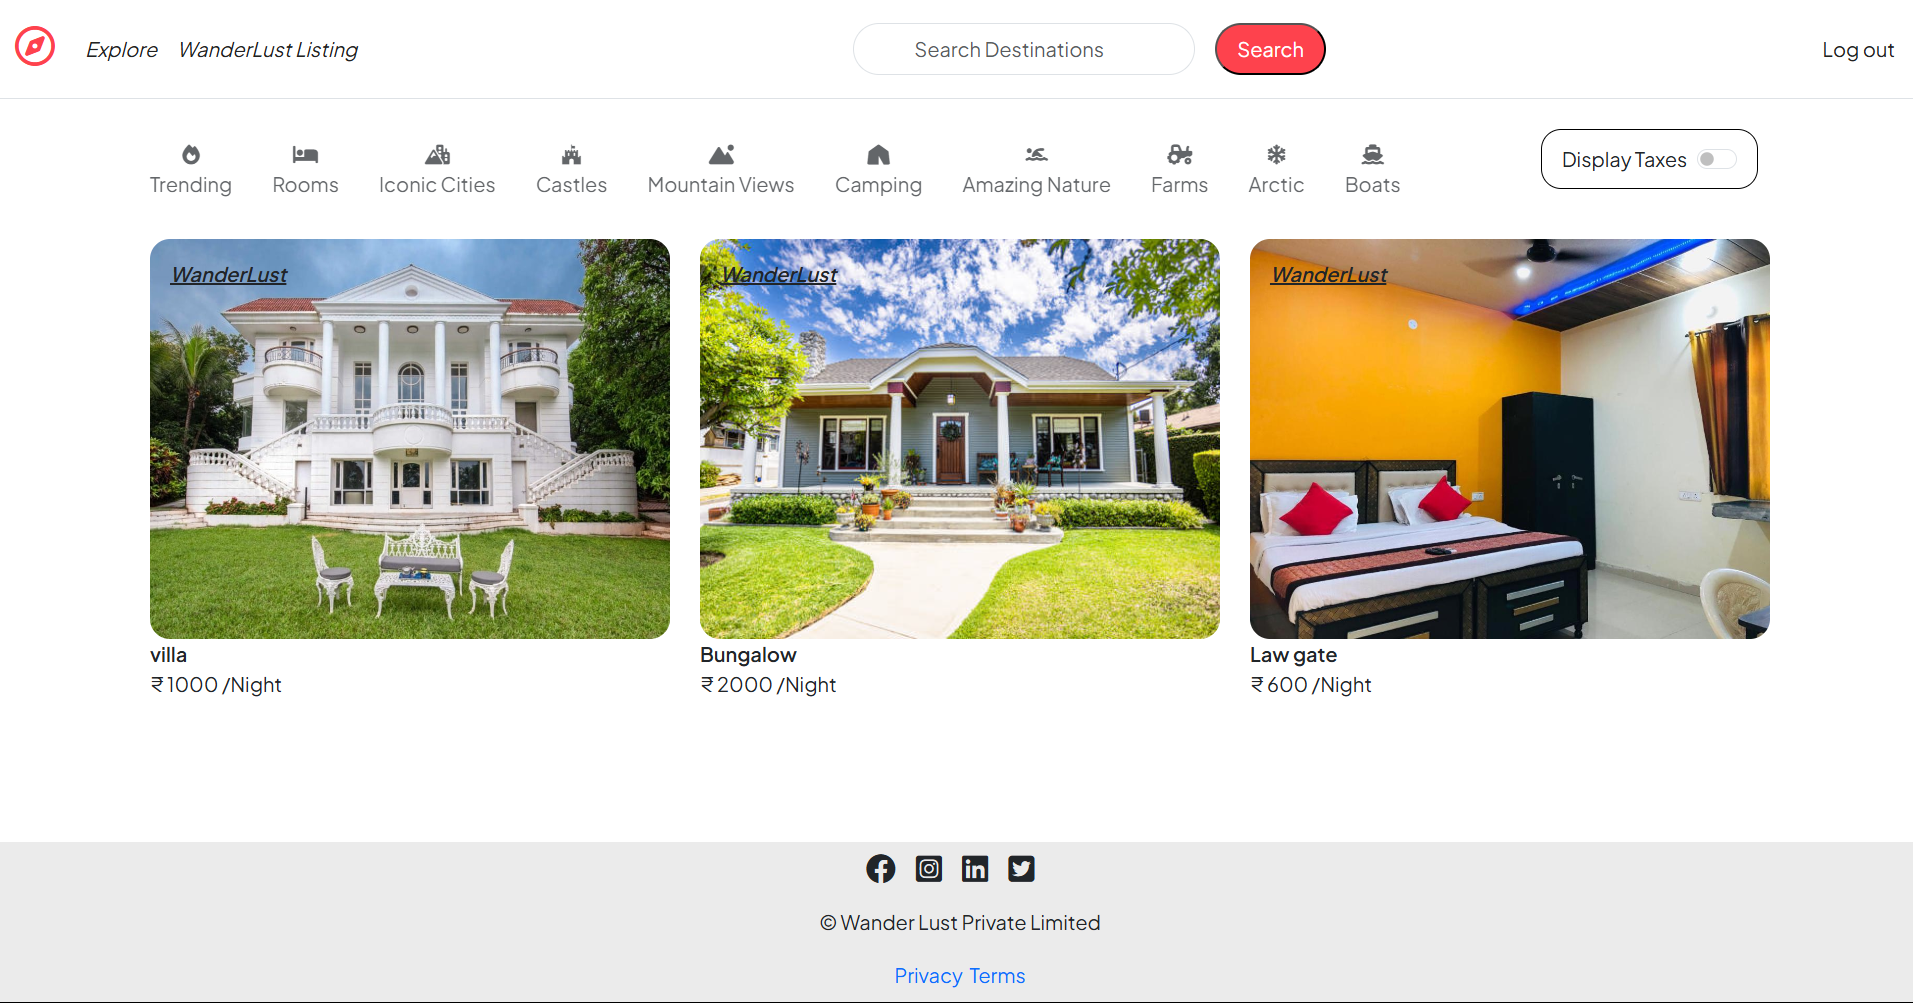 Explore WanderLust Listing Search Destinations Search Log out
Trending Rooms Iconic Cities Castles Mountain Views Camping Amazing Nature Farms Arctic Boats Display Taxes
WanderLust WanderLust WanderLust
villa Bungalow Law gate
₹ 1000 /Night ₹ 2000 /Night ₹ 600 /Night
© Wander Lust Private Limited
Privacy Terms